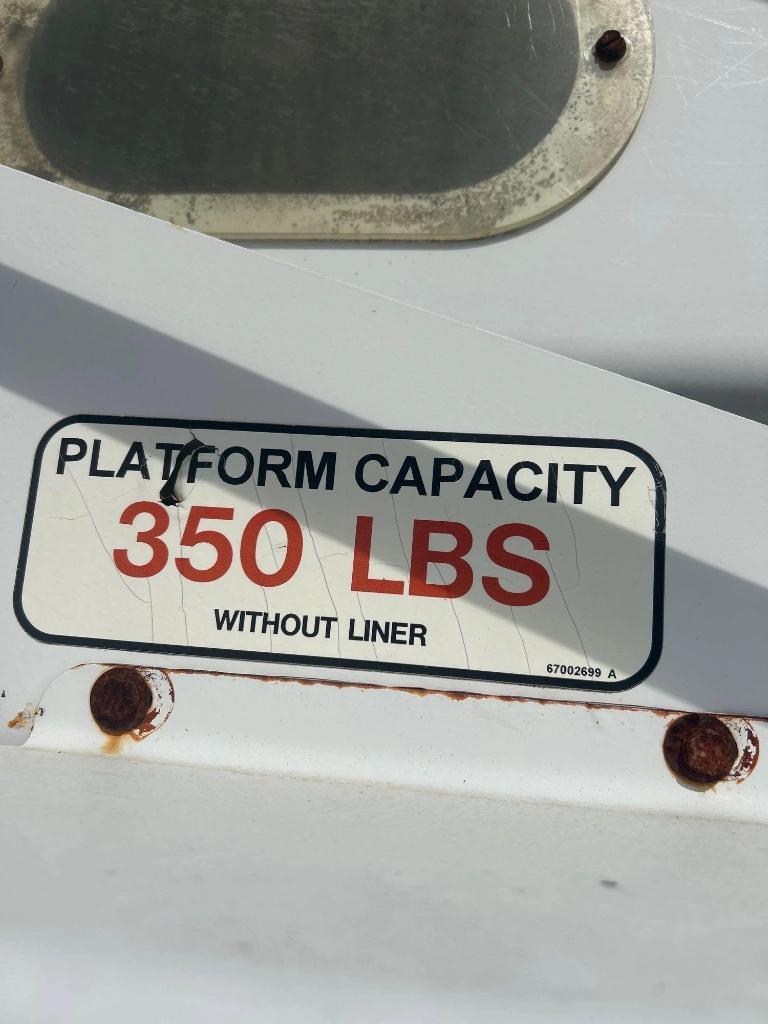 PLATFORM CAPACITY
350 LBS
WITHOUT LINER
67002699 A